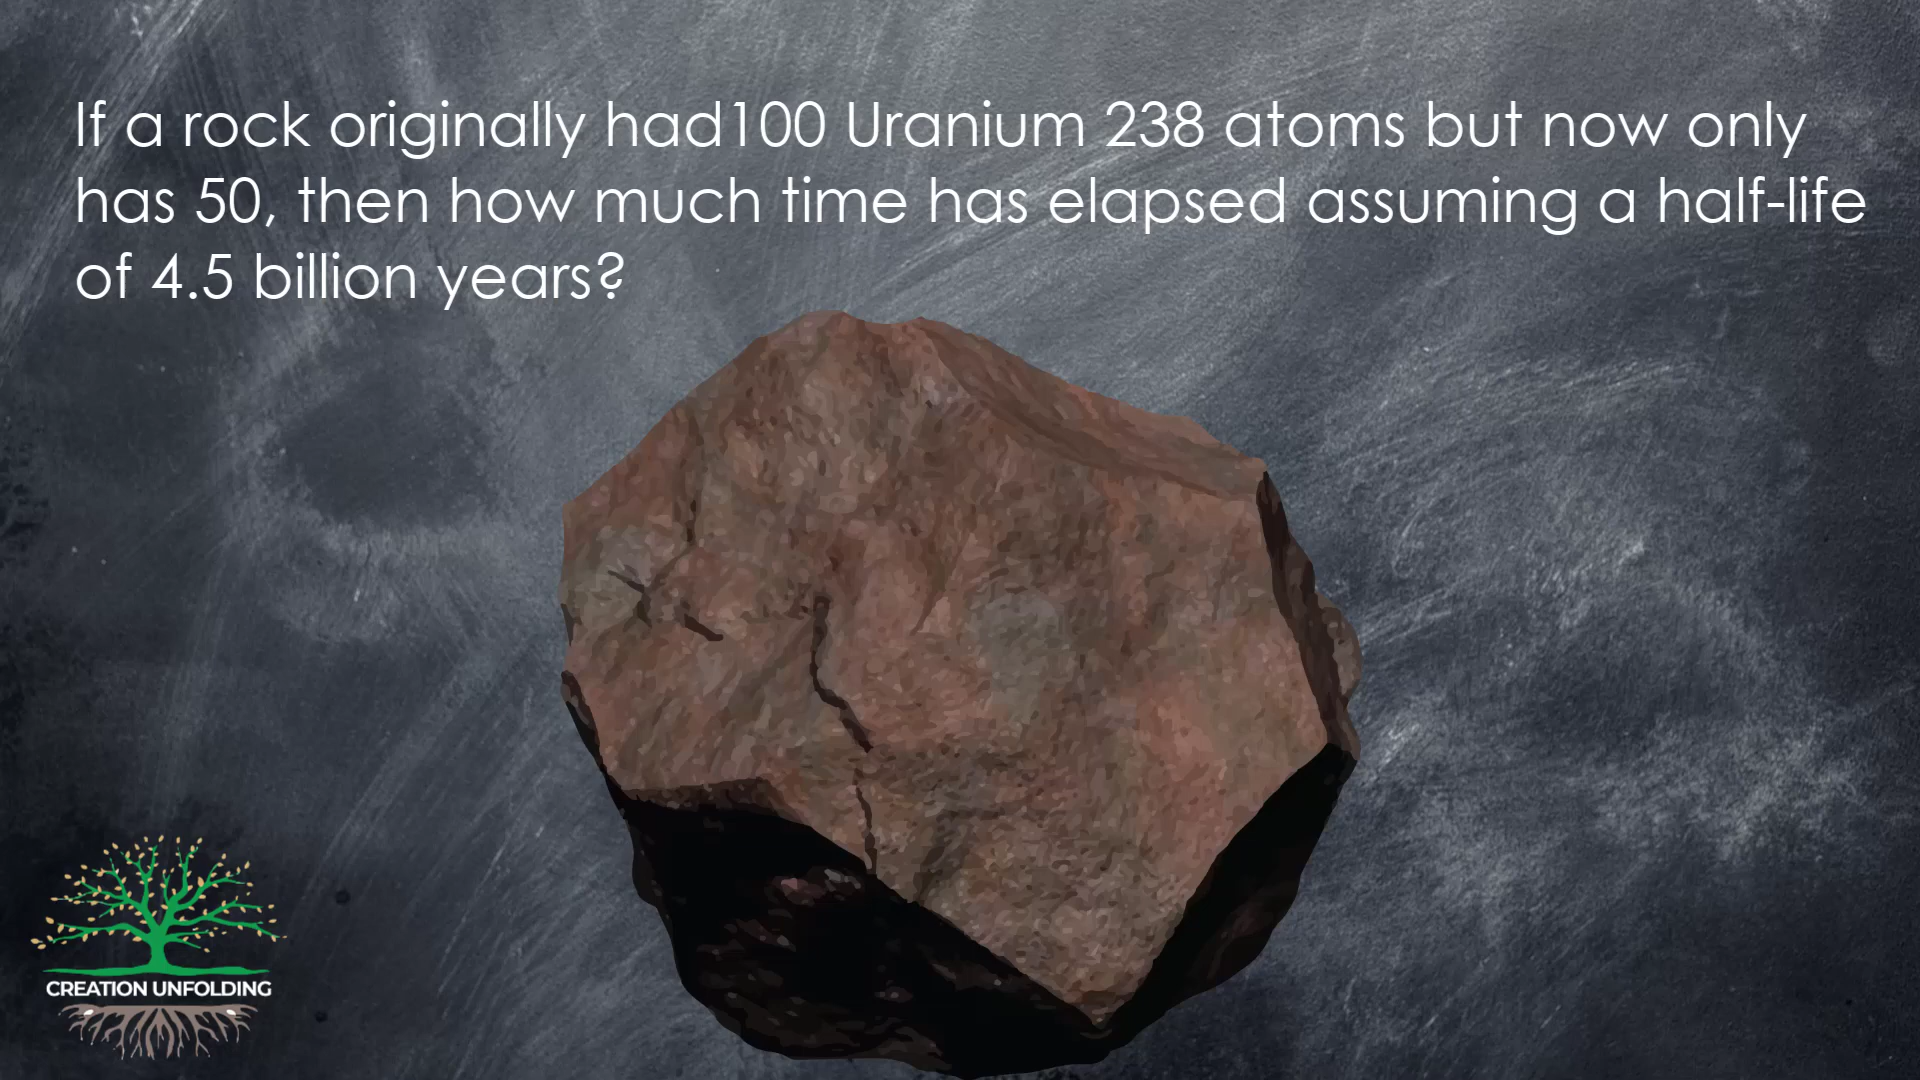 If a rock originally had100 Uranium 238 atoms but now only
has 50, then how much time has elapsed assuming a half-life
of 4.5 billion years?
CREATION UNFOLDING